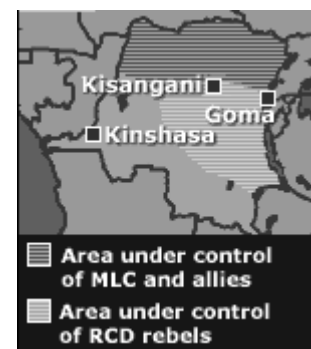 Kisangani
Goma
Kinshasa
Area under control
of MLC and allies
Area under control
of RCD rebels